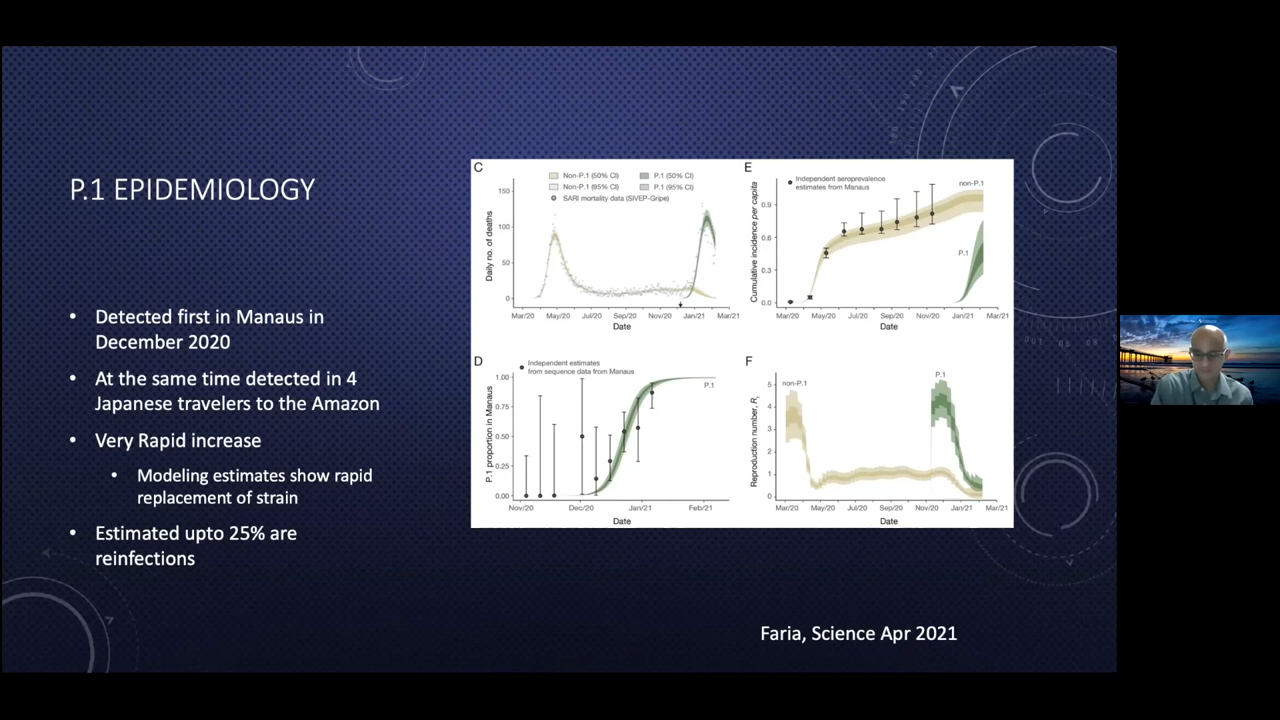 P.1 EPIDEMIOLOGY
• Detected first in Manaus in
December 2020
• At the same time detected in 4
Japanese travelers to the Amazon
• Very Rapid increase
• Modeling estimates show rapid
replacement of strain
• Estimated upto 25% are
reinfections
C
Non-P.1 (50% CI) P.1 (50% CI)
Non-P.1 (95% CI) P.1 (95% CI)
SARI mortality data (SIVEP-Gripe)
Daily no. of deaths
150
100
50
0
Mar/20 May/20 Jul/20 Sep/20 Nov/20 Jan/21 Mar/21
Date
E
Independent seroprevalence
estimates from Manaus
non-P.1
P.1
Cumulative incidence per capita
0.9
0.6
0.3
0.0
Mar/20 May/20 Jul/20 Sep/20 Nov/20 Jan/21 Mar/21
Date
D
Independent estimates
from sequence data from Manaus
P.1
P.1 proportion in Manaus
1.00
0.75
0.50
0.25
0.00
Nov/20 Dec/20 Jan/21 Feb/21
Date
F
non-P.1
P.1
Reproduction number, Rt
5
4
3
2
1
0
Mar/20 May/20 Jul/20 Sep/20 Nov/20 Jan/21 Mar/21
Date
Faria, Science Apr 2021